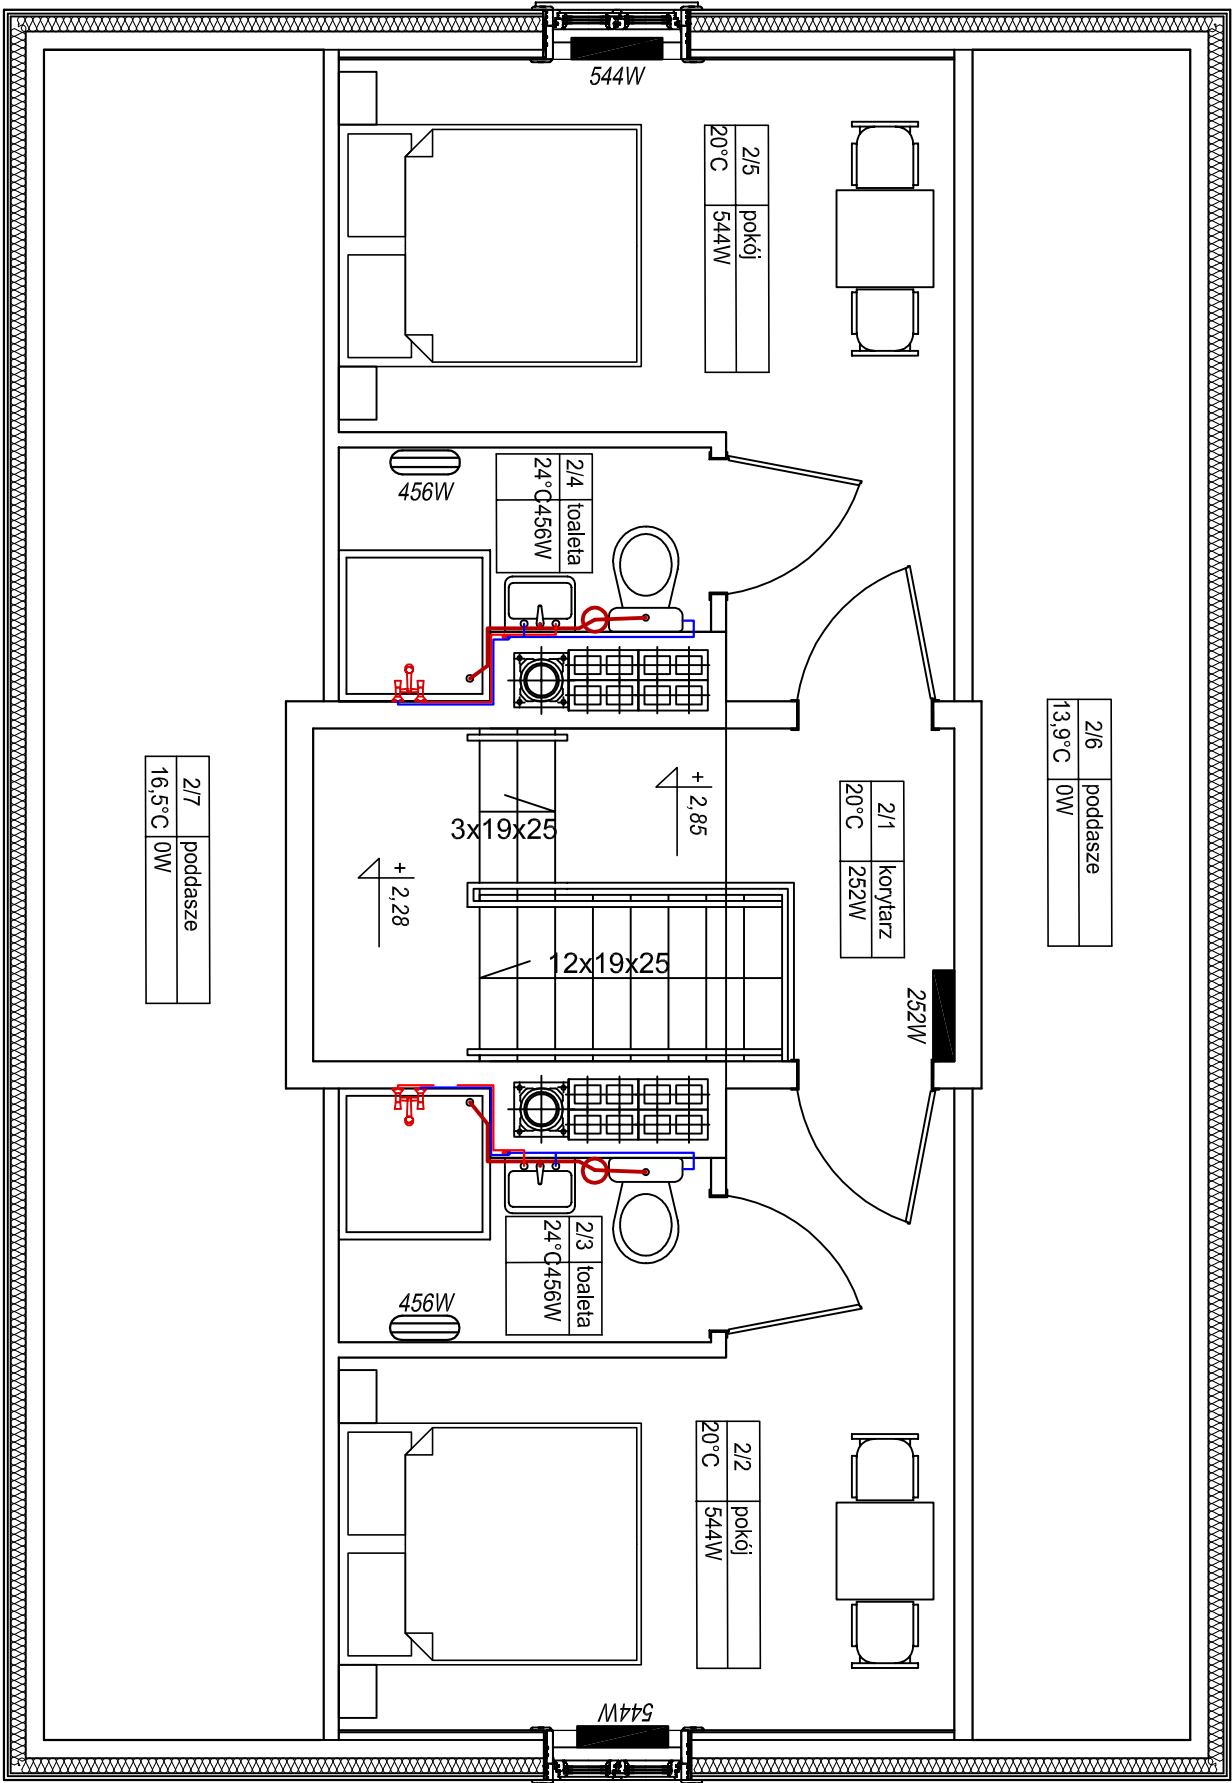 544W
2/5 pokój
20°C 544W
456W
2/4 toaleta
24°C 456W
2/6 poddasze
13,9°C 0W
2/7 poddasze
16,5°C 0W
+ 2,85
3x19x25
2/1 korytarz
20°C 252W
+ 2,28
12x19x25
252W
2/3 toaleta
24°C 456W
456W
2/2 pokój
20°C 544W
544W